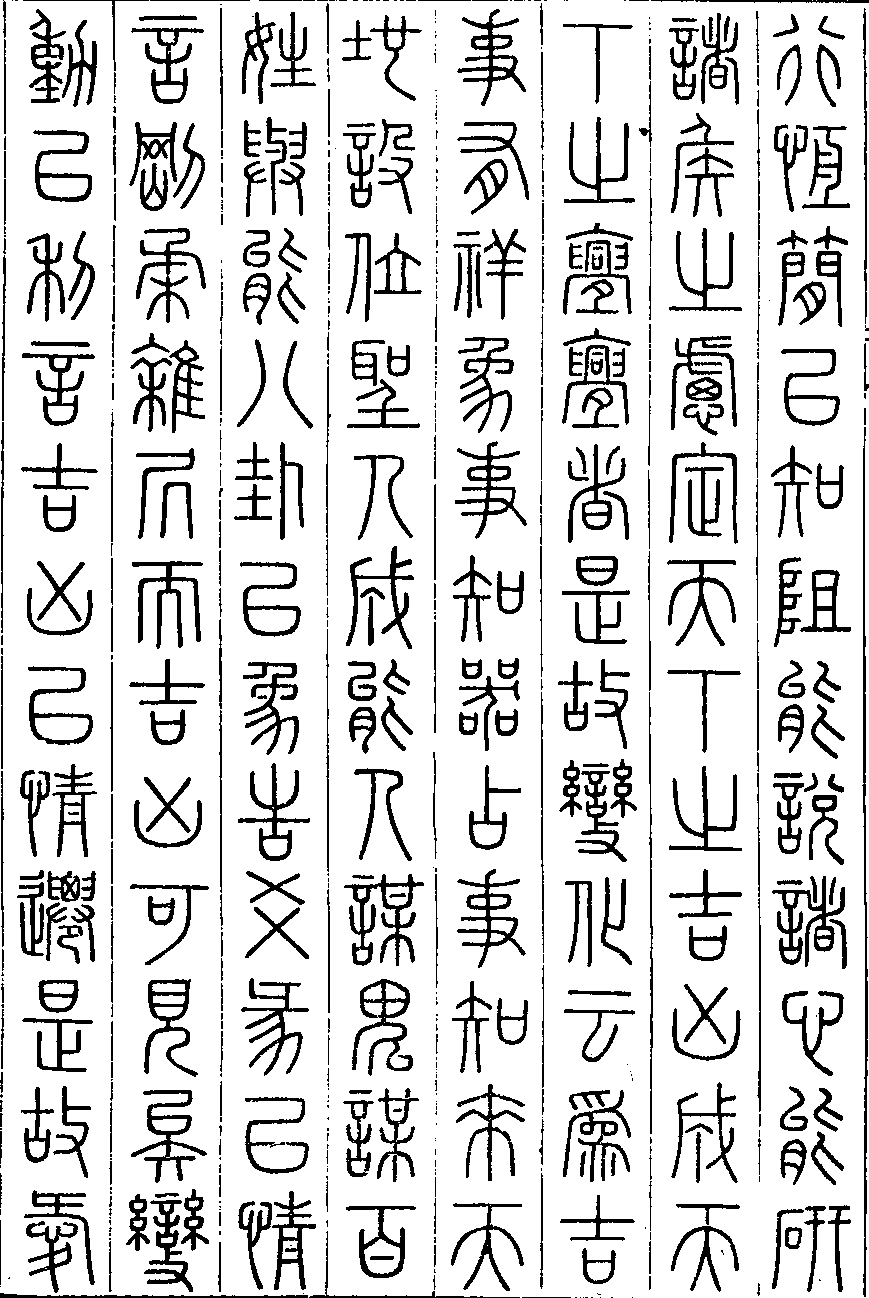 行恆簡以知阻能說諸心能研
諸侯之慮定天下之吉凶成天
下之亹亹者是故變化云爲吉
事有祥象事知器占事知來天
地設位聖人成能人謀鬼謀百
姓與能八卦以象告爻彖以情
言剛柔雜居而吉凶可見矣變
動以利言吉凶以情遷是故愛